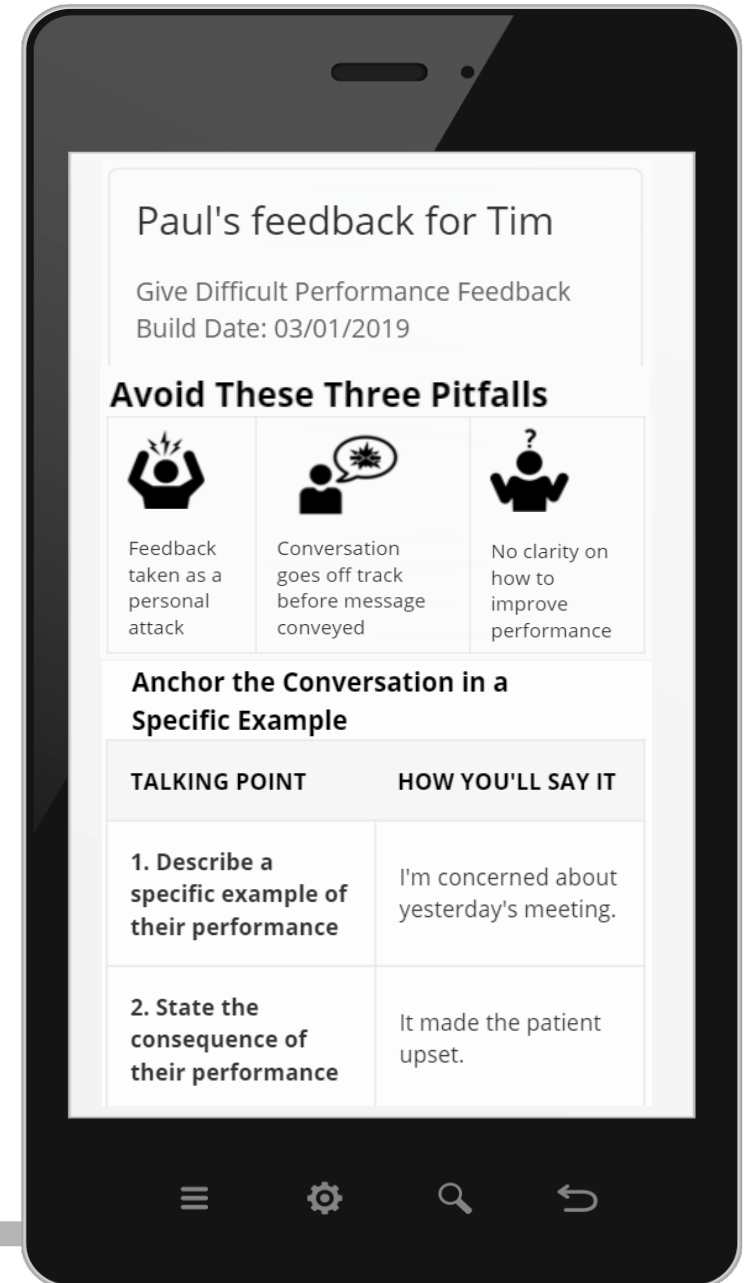 Paul's feedback for Tim
Give Difficult Performance Feedback
Build Date: 03/01/2019
Avoid These Three Pitfalls
?
Feedback
taken as a
personal
attack
Conversation
goes off track
before message
conveyed
No clarity on
how to
improve
performance
Anchor the Conversation in a
Specific Example
TALKING POINT
HOW YOU'LL SAY IT
1. Describe a
specific example of
their performance
I'm concerned about
yesterday's meeting.
2. State the
consequence of
their performance
It made the patient
upset.